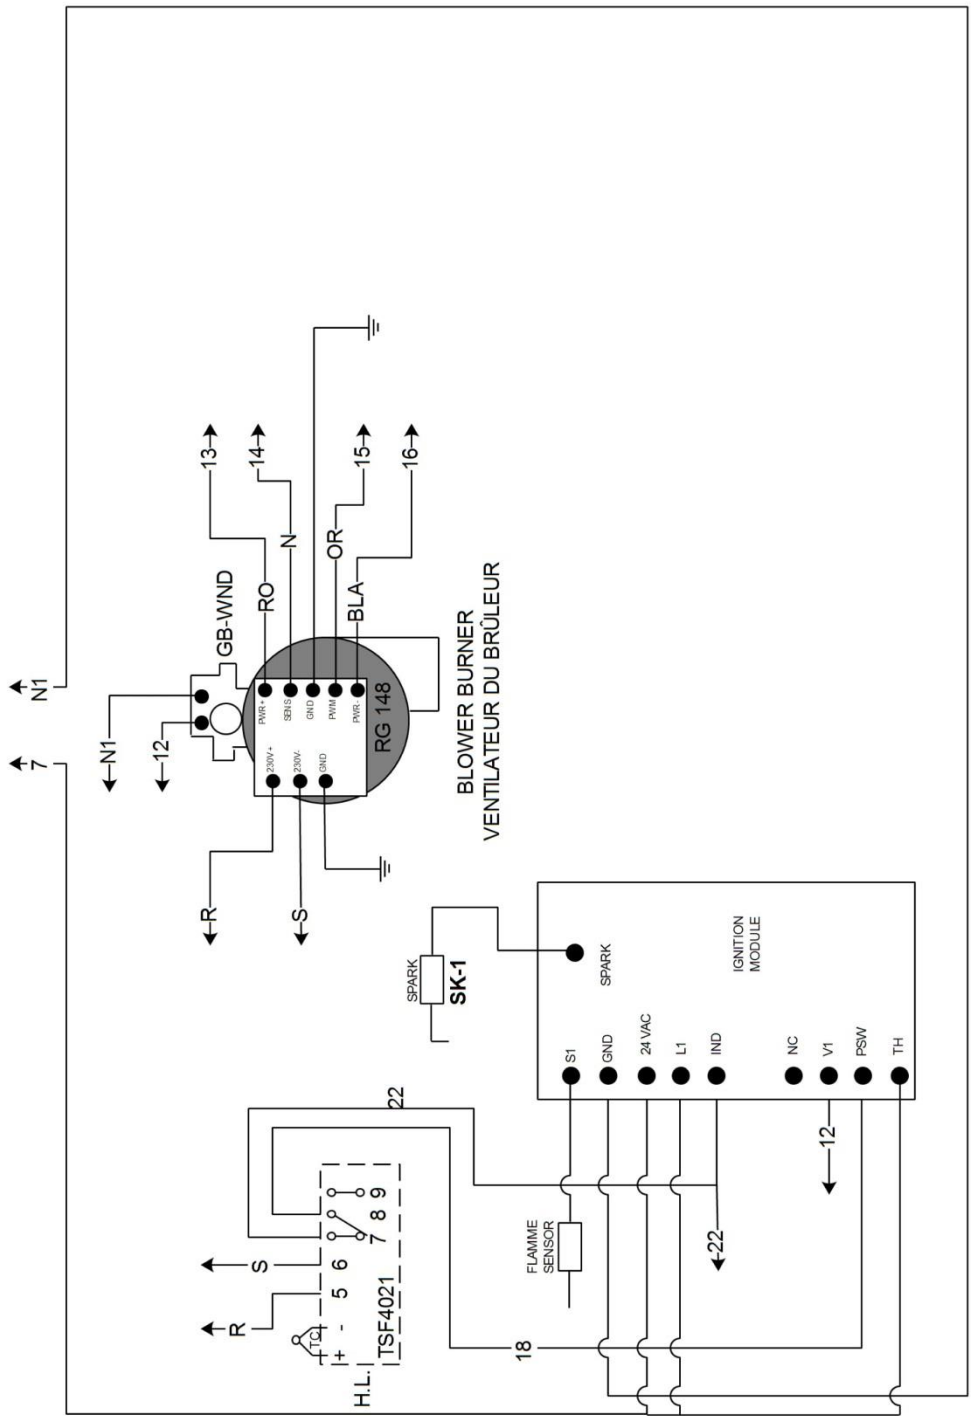 7
N1
N1
12
GB-WND
13
14
15
16
RO
N
OR
BLA
R
S
230V+
230V-
GND
PWR+
SENS
GND
PWM
PWR-
RG 148
BLOWER BURNER
VENTILATEUR DU BRÛLEUR
R
S
TC
+ -
5 6 7 8 9
TSF4021
H.L.
22
18
SPARK
SK-1
FLAMME
SENSOR
22
12
S1
GND
24 VAC
L1
IND
NC
V1
PSW
TH
SPARK
IGNITION
MODULE